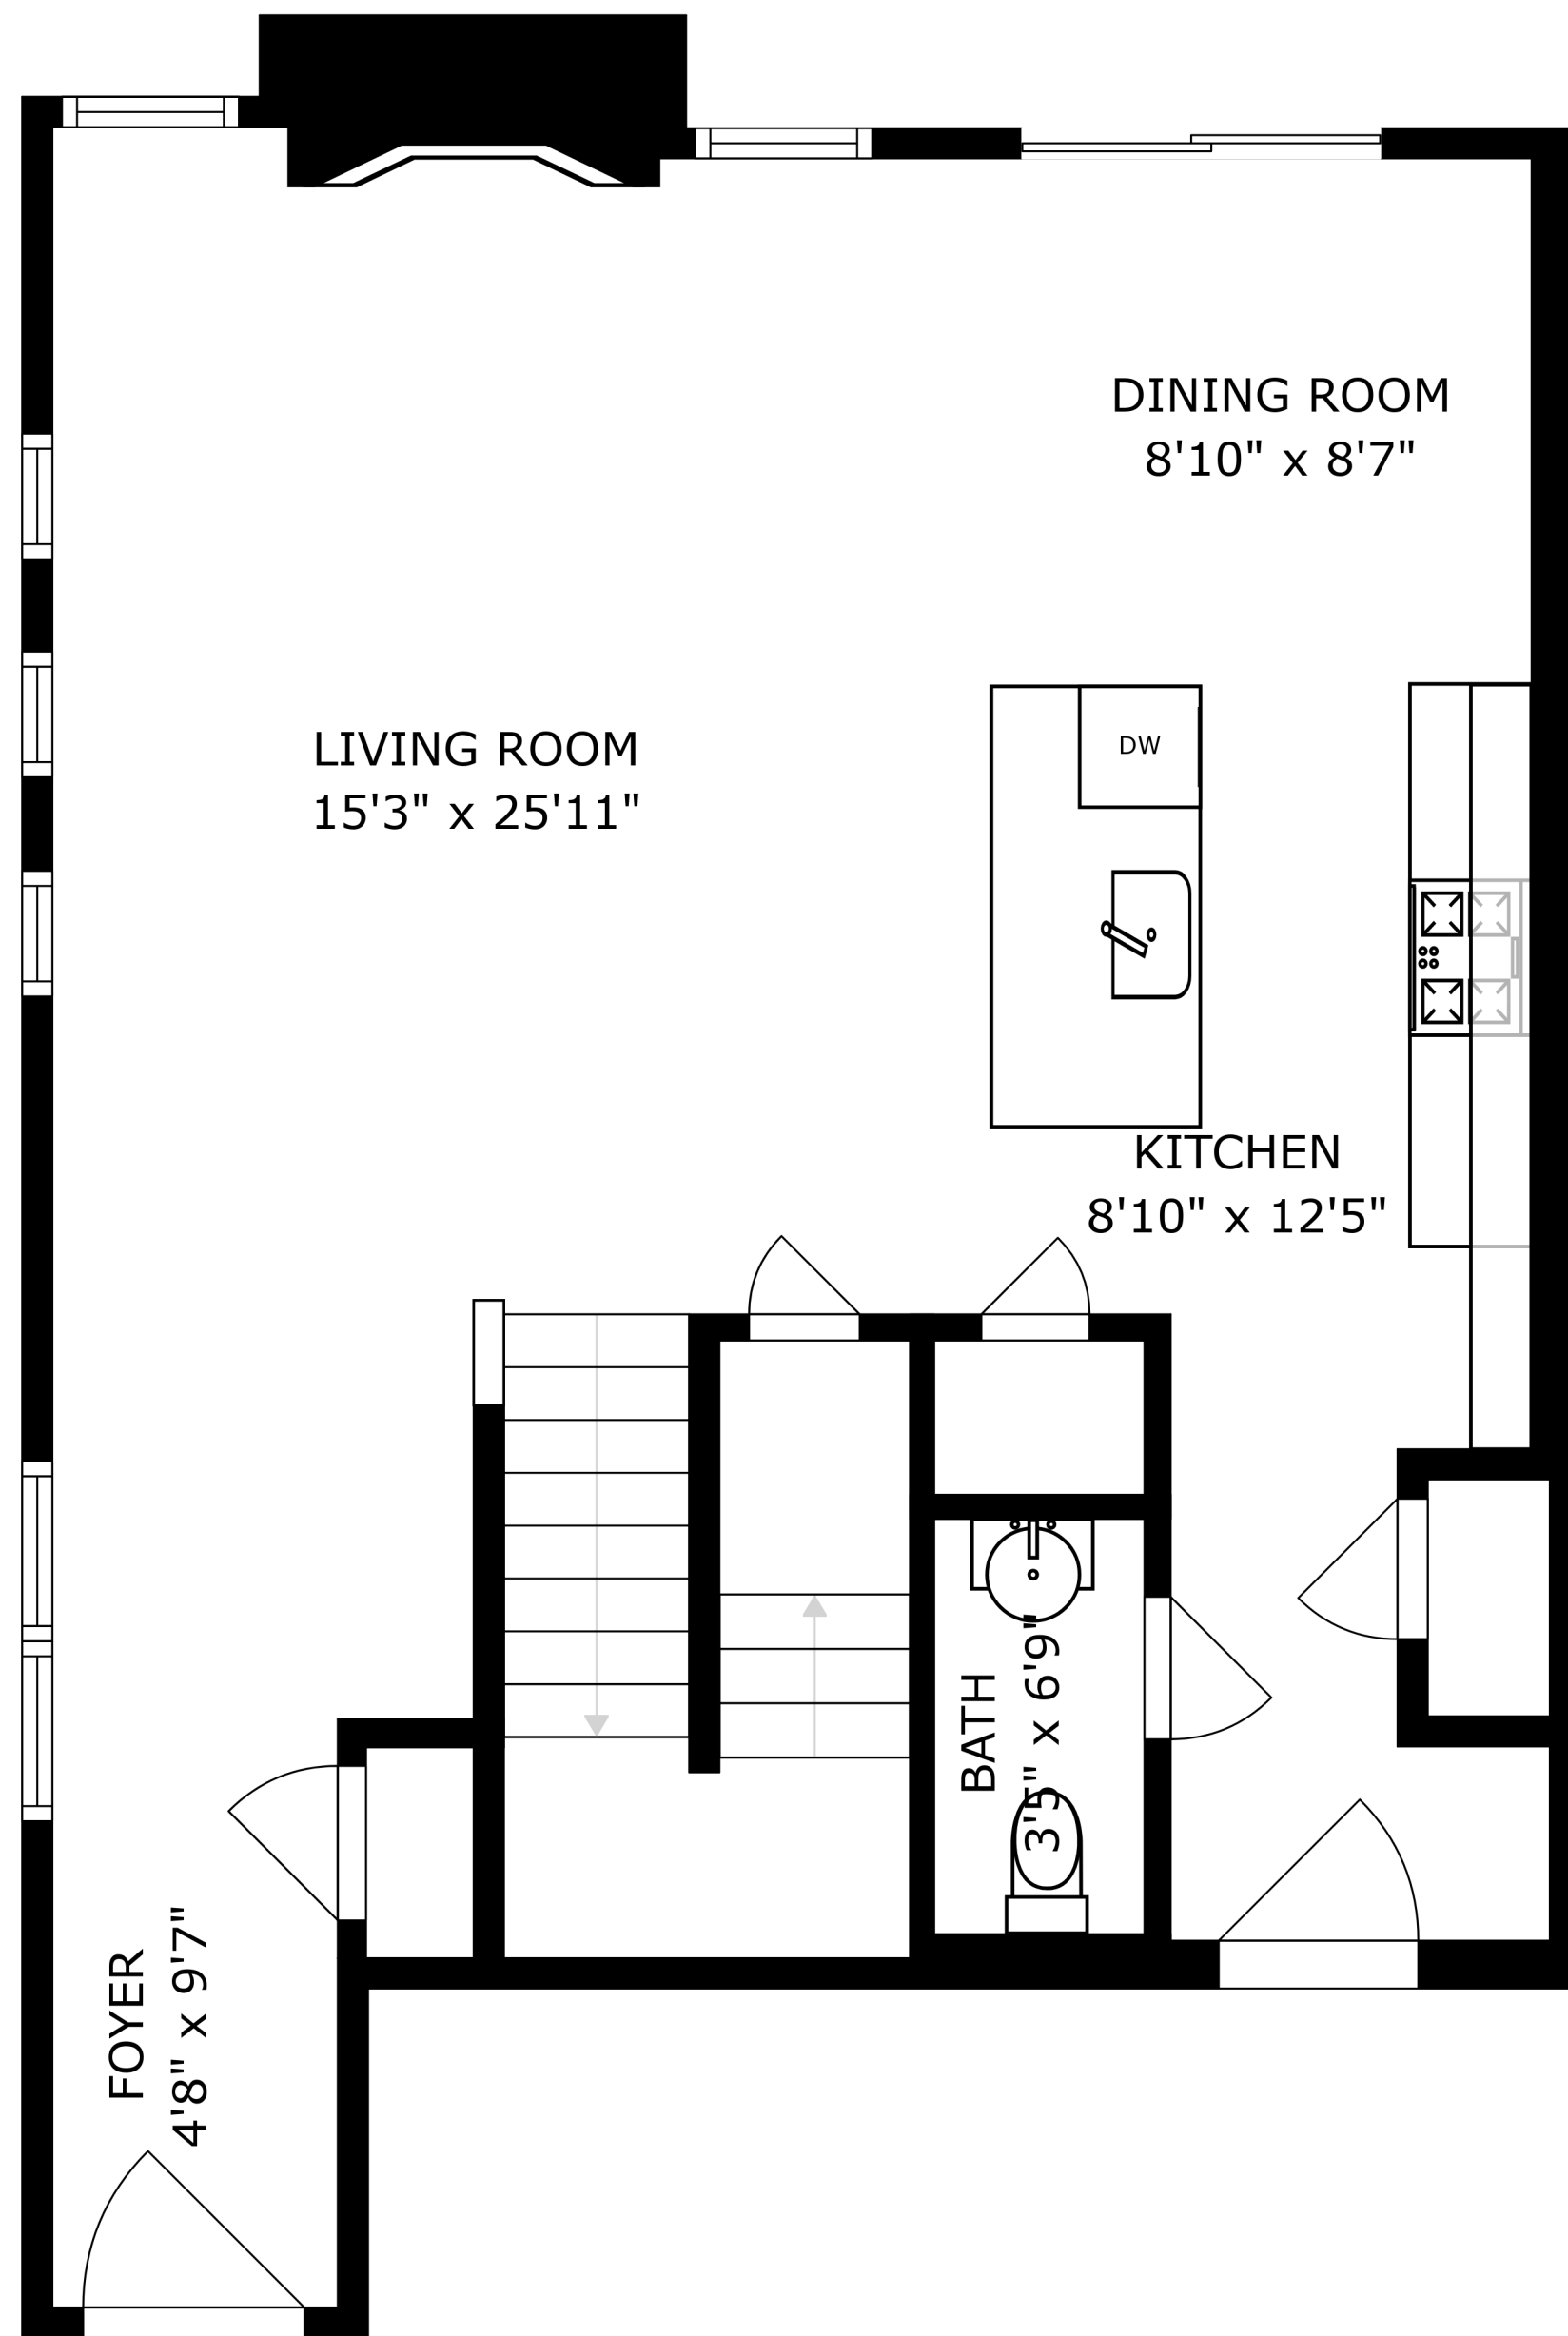 DINING ROOM
8'10" x 8'7"
LIVING ROOM
15'3" x 25'11"
DW
KITCHEN
8'10" x 12'5"
BATH
3'5" x 6'9"
FOYER
4'8" x 9'7"